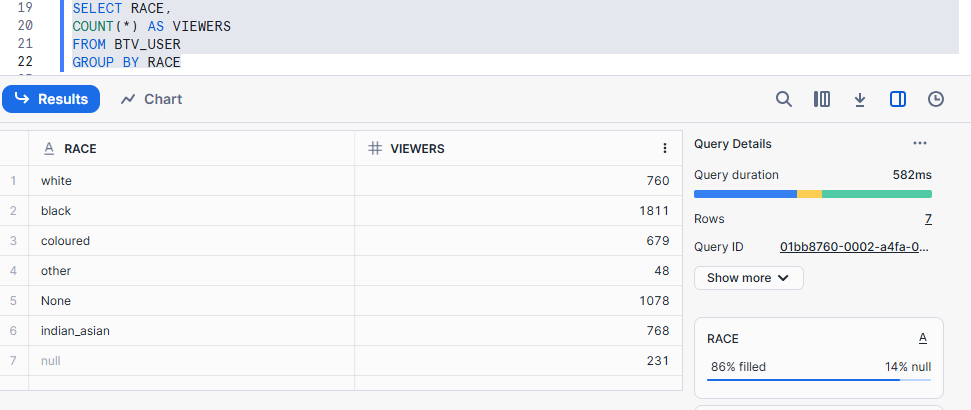 19 SELECT RACE,
20 COUNT(*) AS VIEWERS
21 FROM BTV_USER
22 GROUP BY RACE
Results Chart
RACE VIEWERS
1 white 760
2 black 1811
3 coloured 679
4 other 48
5 None 1078
6 indian_asian 768
7 null 231
Query Details
Query duration 582ms
Rows 7
Query ID 01bb8760-0002-a4fa-0...
Show more
RACE A
86% filled 14% null